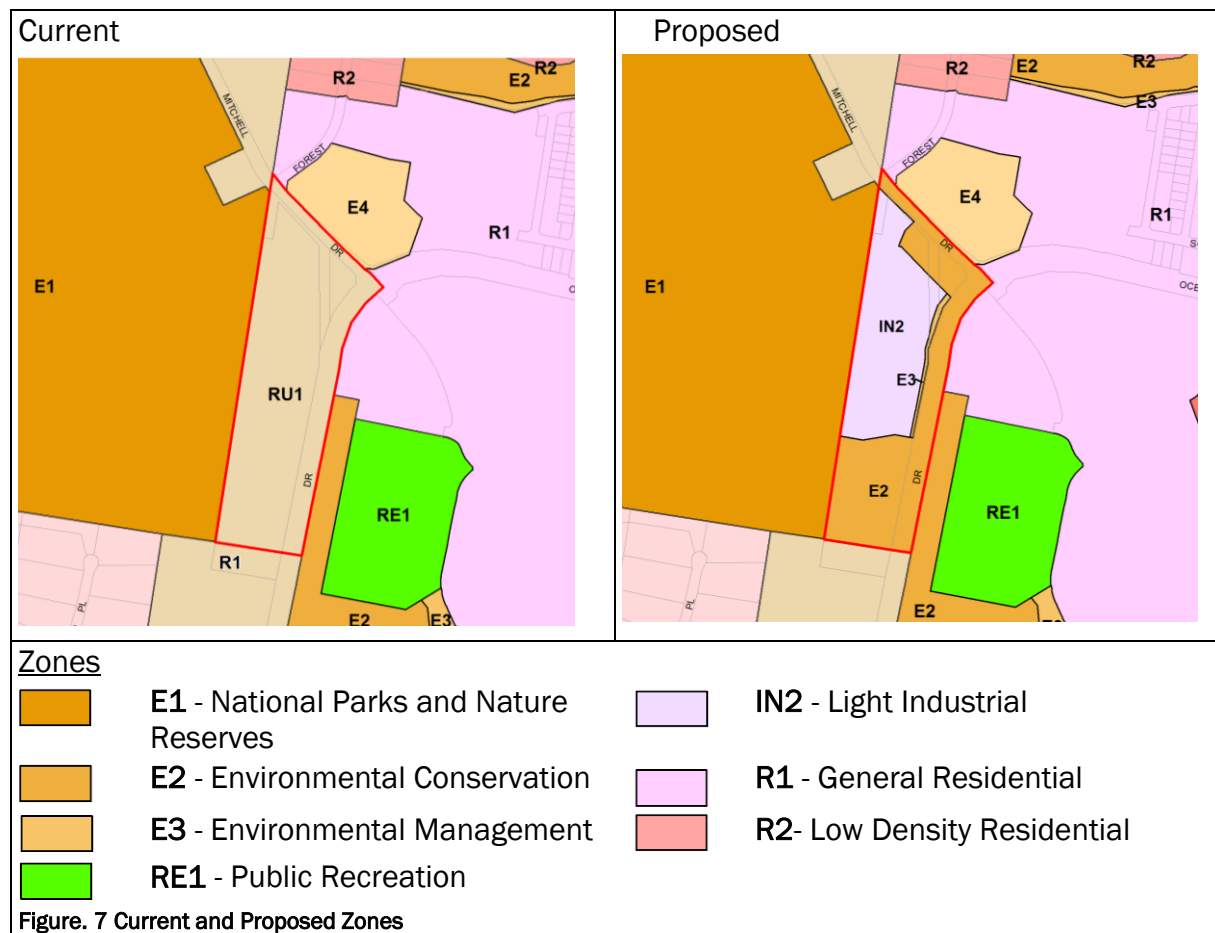 Current
R2
E2
R2
MITCHELL
FOREST
E4
R1
DR
E1
RU1
DR
RE1
R1
PL
E2
E3
Proposed
R2
E2
R2
E3
MITCHELL
FOREST
E4
R1
DR
OCE
E1
IN2
E3
E2
DR
RE1
PL
E2
Zones
E1 - National Parks and Nature
Reserves
IN2 - Light Industrial
E2 - Environmental Conservation
R1 - General Residential
E3 - Environmental Management
R2- Low Density Residential
RE1 - Public Recreation
Figure. 7 Current and Proposed Zones